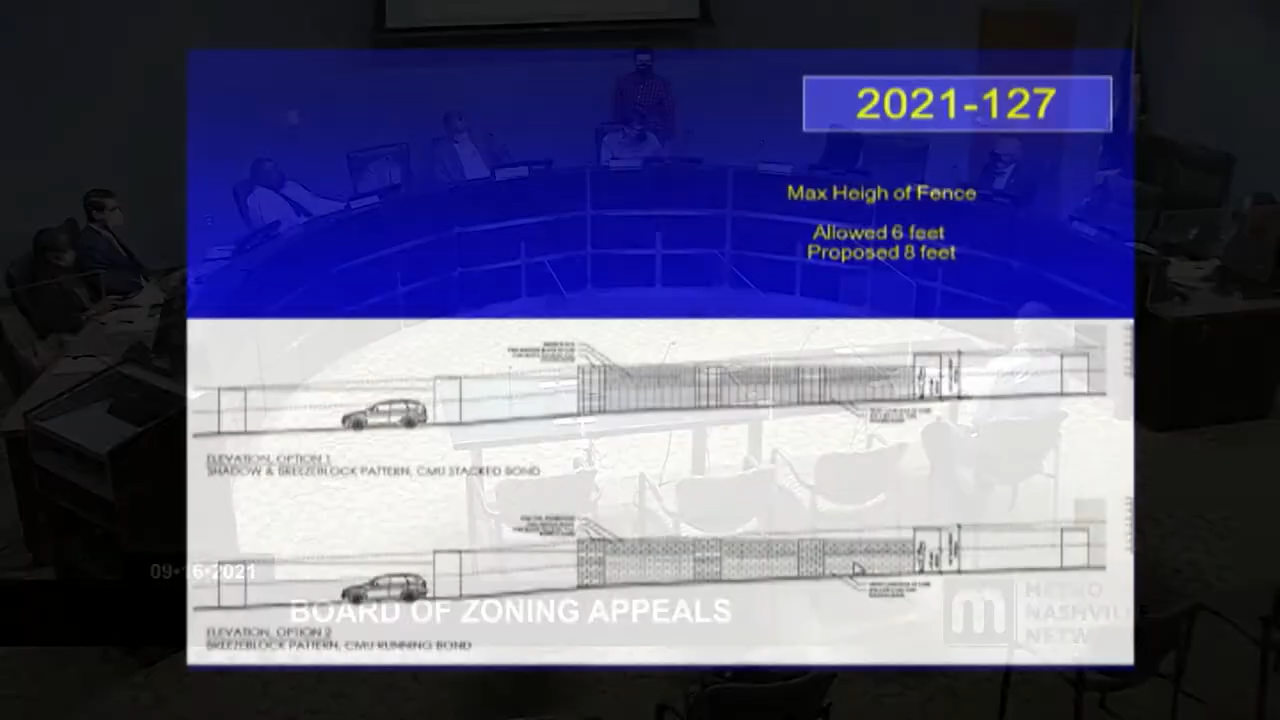 2021-127
Max Heigh of Fence
Allowed 6 feet
Proposed 8 feet
ELEVATION, OPTION 1
SHADOW & BREEZEBLOCK PATTERN, CMU STACKED BOND
09•16•2021
BOARD OF ZONING APPEALS
METRO
NASHVILLE
NETW
ELEVATION, OPTION 2
BREEZEBLOCK PATTERN, CMU RUNNING BOND